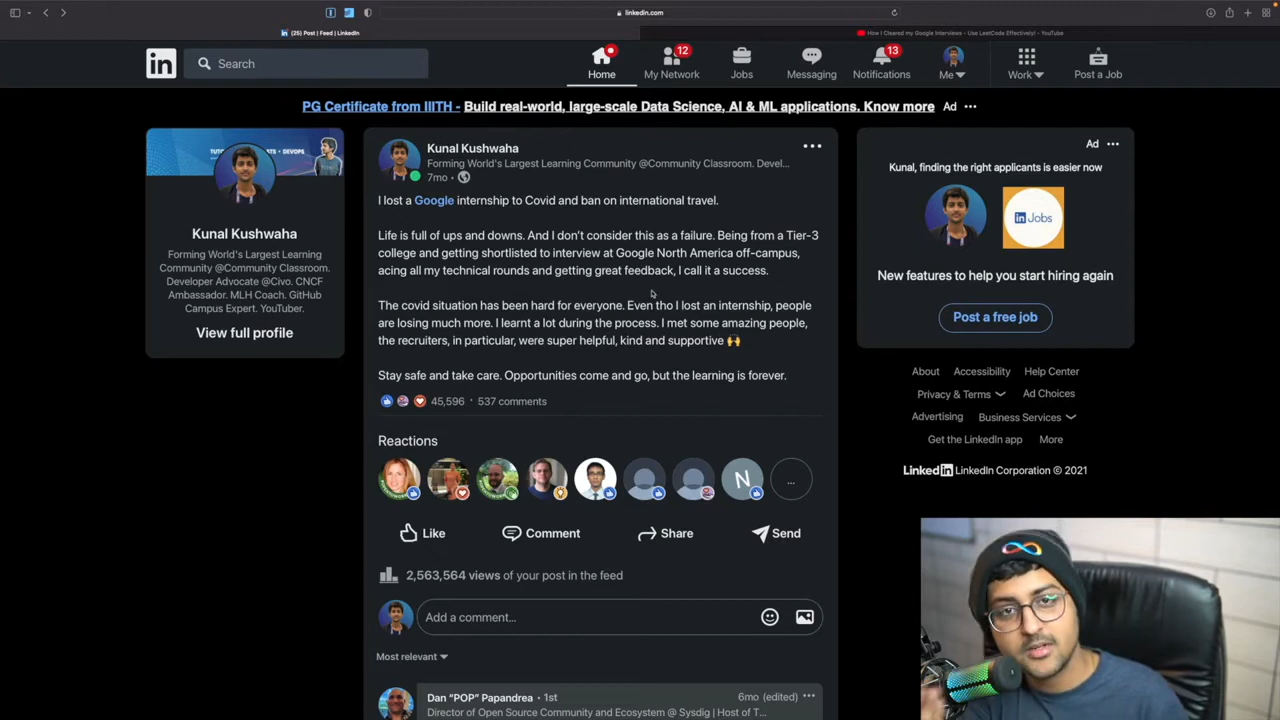 linkedin.com
(25) Post | Feed | LinkedIn
How I Cleared my Google Interviews - Use LeetCode Effectively! - YouTube
in
Search
Home
12
My Network
Jobs
Messaging
13
Notifications
Me
Work
Post a Job
PG Certificate from IIITH - Build real-world, large-scale Data Science, AI & ML applications. Know more
Ad
Kunal Kushwaha
Forming World's Largest Learning Community @Community Classroom. Developer Advocate @Civo. CNCF Ambassador. MLH Coach. GitHub Campus Expert. YouTuber.
View full profile
Kunal Kushwaha
Forming World's Largest Learning Community @Community Classroom. Devel...
7mo •
I lost a Google internship to Covid and ban on international travel.
Life is full of ups and downs. And I don't consider this as a failure. Being from a Tier-3
college and getting shortlisted to interview at Google North America off-campus,
acing all my technical rounds and getting great feedback, I call it a success.
The covid situation has been hard for everyone. Even tho I lost an internship, people
are losing much more. I learnt a lot during the process. I met some amazing people,
the recruiters, in particular, were super helpful, kind and supportive 🙌
Stay safe and take care. Opportunities come and go, but the learning is forever.
45,596 • 537 comments
Reactions
N
...
Like
Comment
Share
Send
2,563,564 views of your post in the feed
Add a comment...
Most relevant
Dan "POP" Papandrea • 1st
6mo (edited)
Director of Open Source Community and Ecosystem @ Sysdig | Host of T...
Ad
Kunal, finding the right applicants is easier now
in Jobs
New features to help you start hiring again
Post a free job
About
Accessibility
Help Center
Privacy & Terms
Ad Choices
Advertising
Business Services
Get the LinkedIn app
More
LinkedIn LinkedIn Corporation © 2021